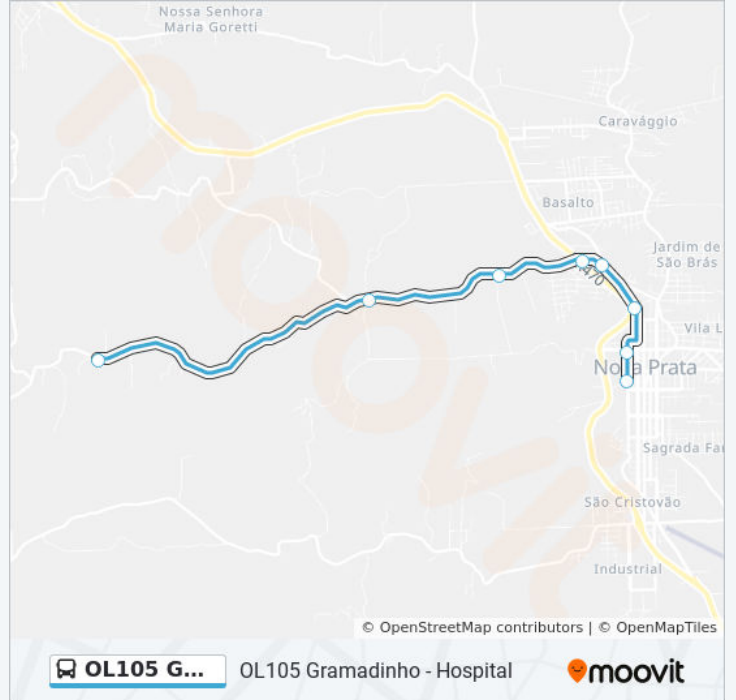 Nossa Senhora
Maria Goretti
Caravággio
Basalto
Jardim de
São Brás
470
Vila L
Nova Prata
Sagrada Fa
São Cristovão
Industrial
moovit
© OpenStreetMap contributors | © OpenMapTiles
OL105 G...
OL105 Gramadinho - Hospital
moovit